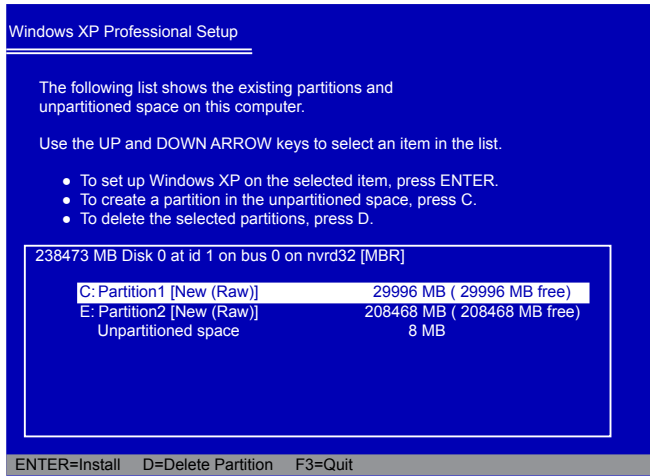 Windows XP Professional Setup
The following list shows the existing partitions and
unpartitioned space on this computer.
Use the UP and DOWN ARROW keys to select an item in the list.
● To set up Windows XP on the selected item, press ENTER.
● To create a partition in the unpartitioned space, press C.
● To delete the selected partitions, press D.
238473 MB Disk 0 at id 1 on bus 0 on nvrd32 [MBR]
C: Partition1 [New (Raw)] 29996 MB ( 29996 MB free)
E: Partition2 [New (Raw)] 208468 MB ( 208468 MB free)
Unpartitioned space 8 MB
ENTER=Install D=Delete Partition F3=Quit